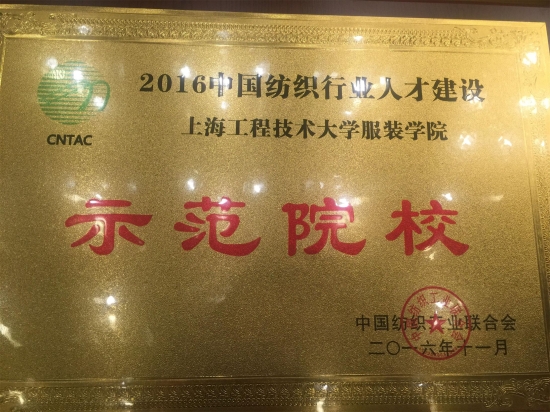 2016中国纺织行业人才建设
CNTAC
上海工程技术大学服装学院
示范院校
中国纺织工业联合会
二〇一六年十一月